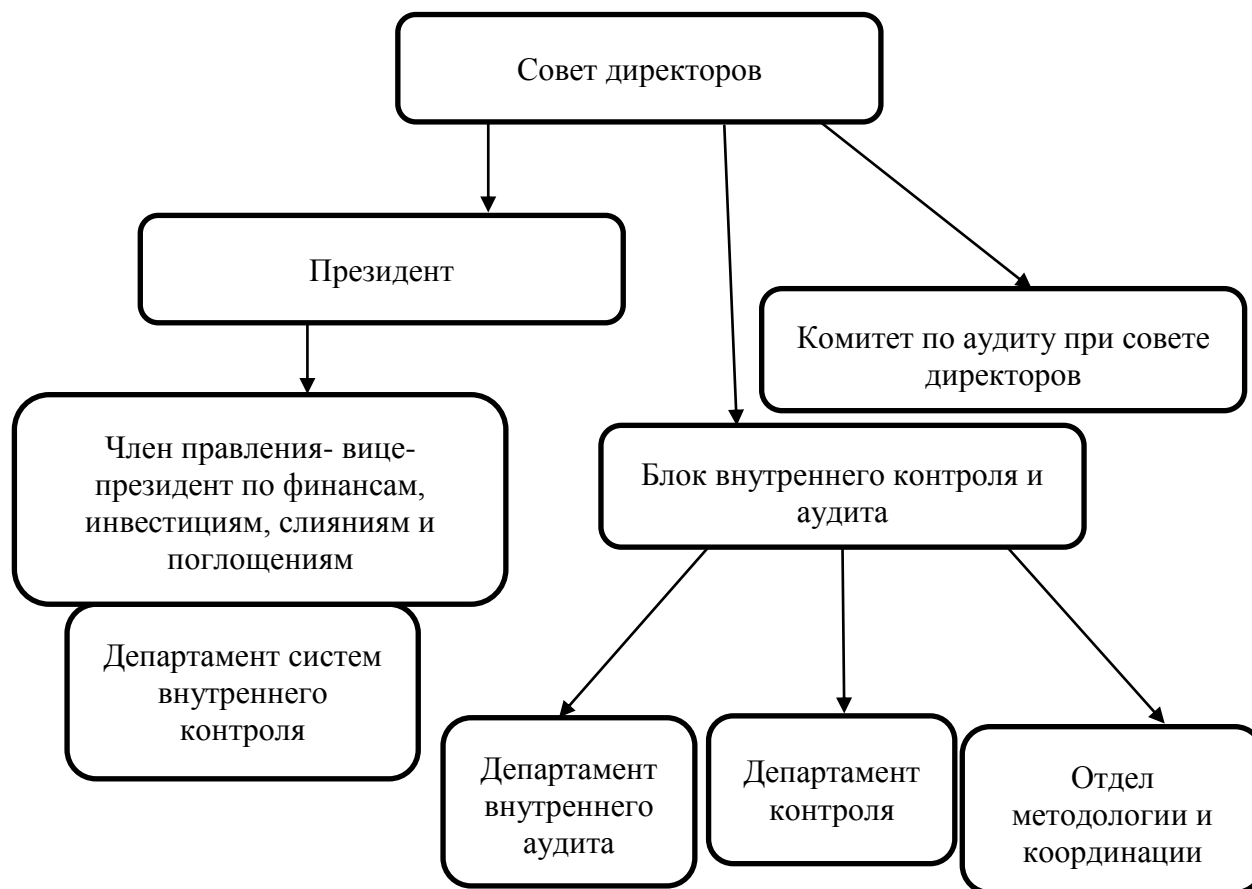 Совет директоров
Президент
Комитет по аудиту при совете
директоров
Член правления- вице-
президент по финансам,
инвестициям, слияниям и
поглощениям
Блок внутреннего контроля и
аудита
Департамент систем
внутреннего
контроля
Департамент
внутреннего
аудита
Департамент
контроля
Отдел
методологии и
координации